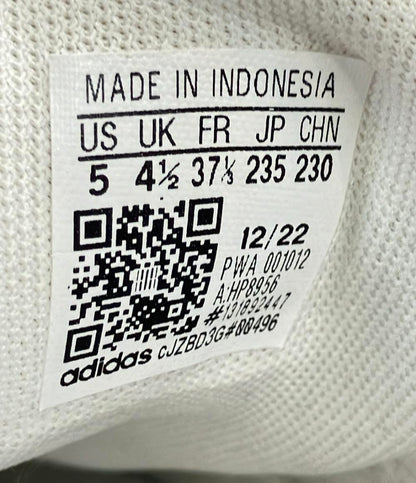 MADE IN INDONESIA
US UK FR JP CHN
5 4½ 37⅓ 235 230
12/22
PWA 001012
A:HP8956
#131892447
adidas cJZBD3G#00496